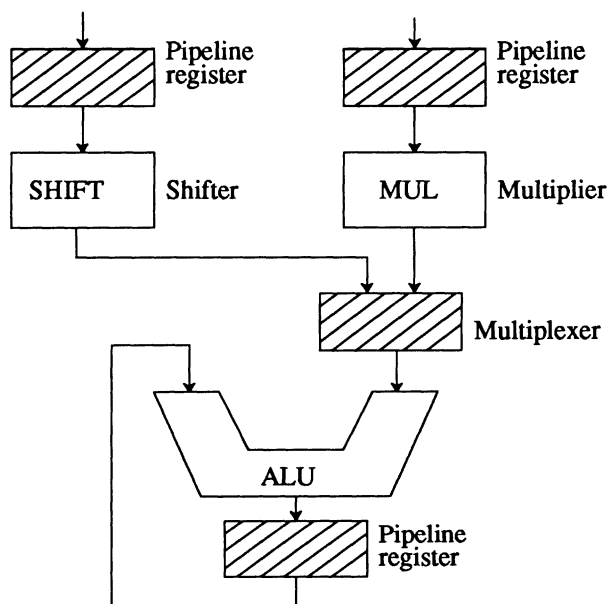 Pipeline
register
Pipeline
register
SHIFT
Shifter
MUL
Multiplier
Multiplexer
ALU
Pipeline
register